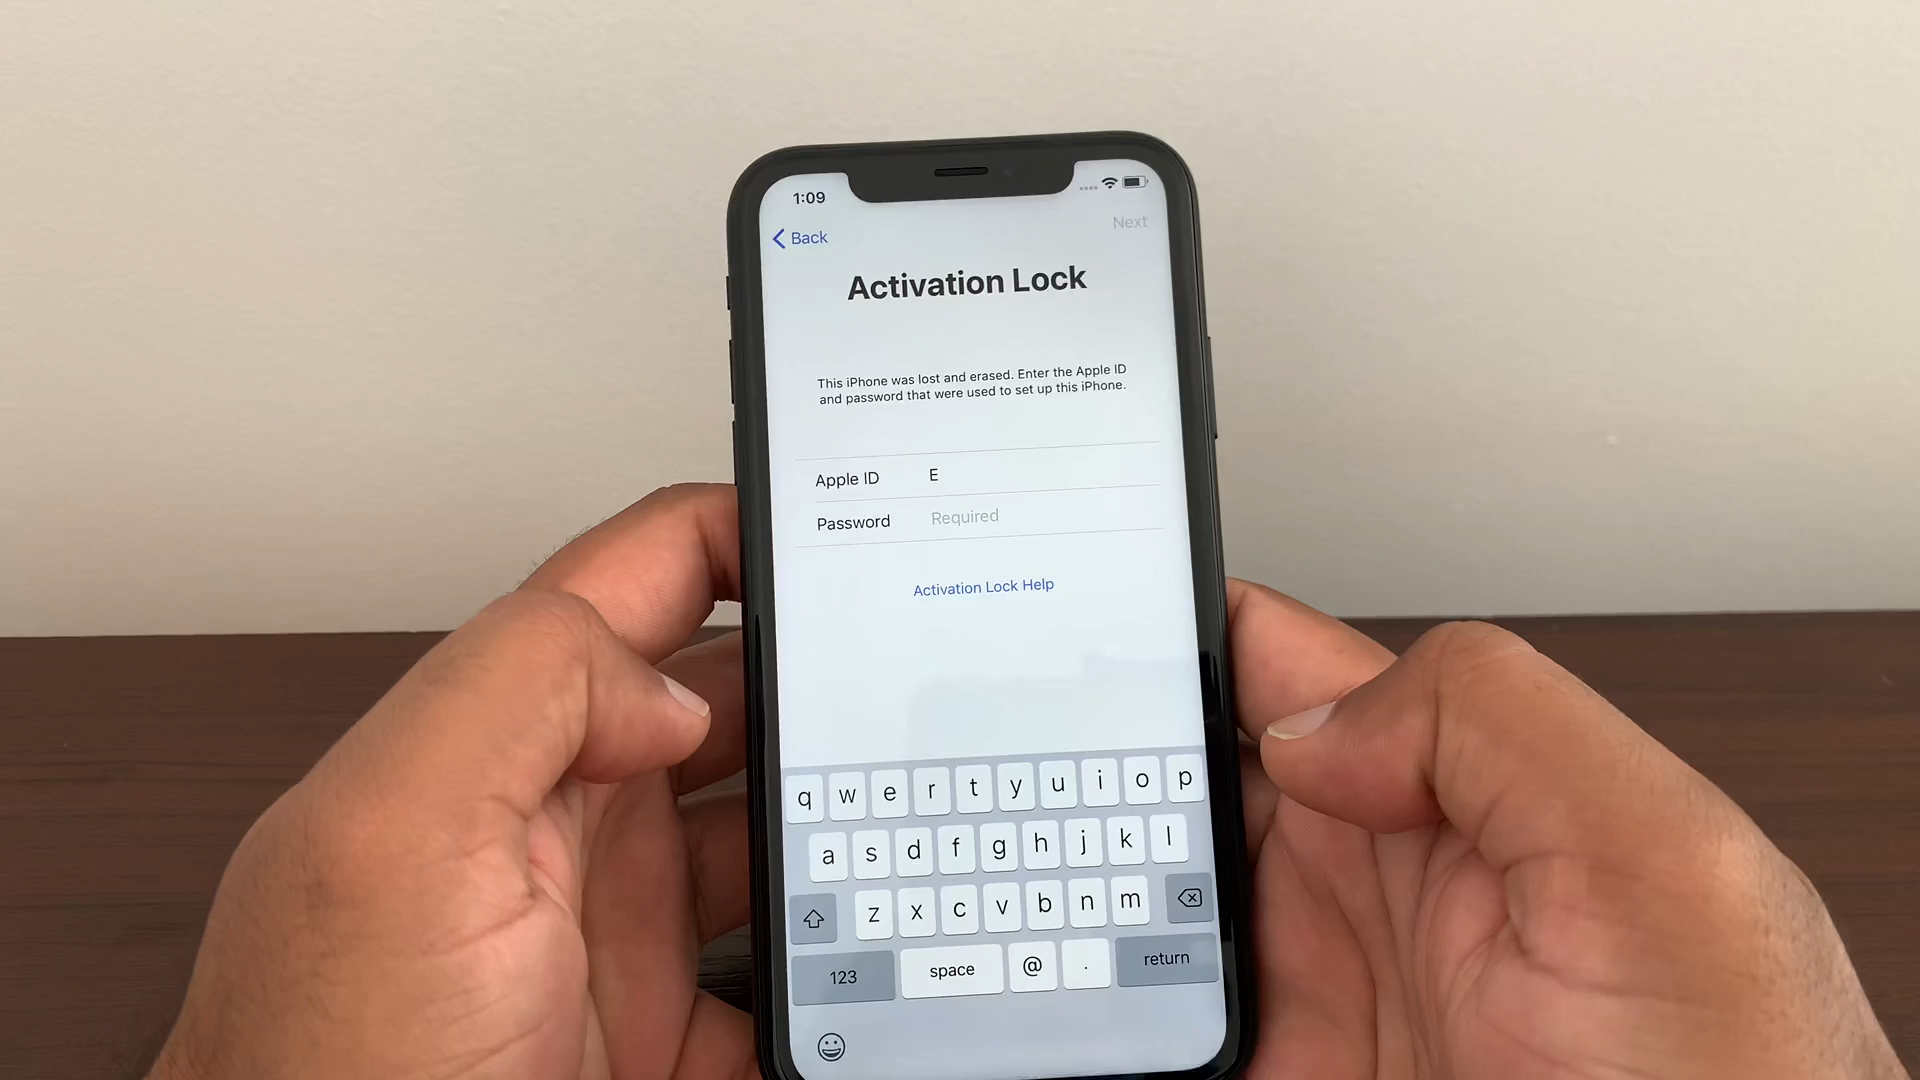 1:09
Back
Next
Activation Lock
This iPhone was lost and erased. Enter the Apple ID
and password that were used to set up this iPhone.
Apple ID E
Password Required
Activation Lock Help
q w e r t y u i o p
a s d f g h j k l
z x c v b n m
123 space @ . return